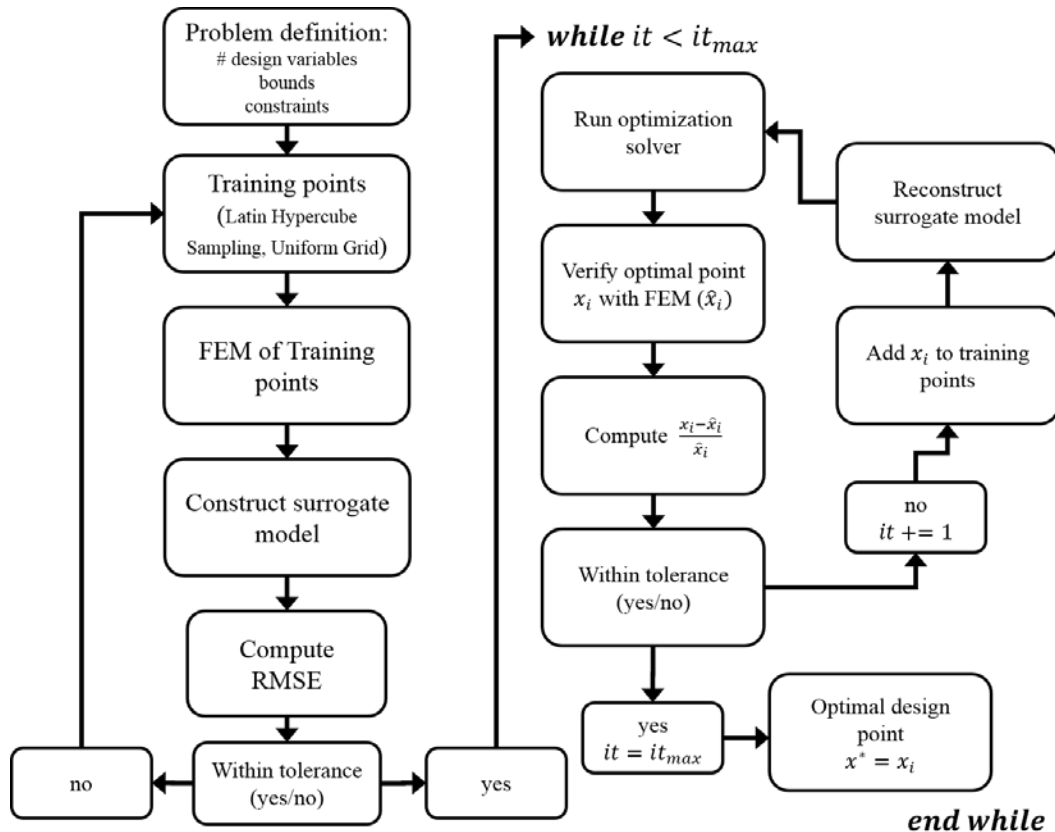 Problem definition:
# design variables
bounds
constraints
Training points
(Latin Hypercube
Sampling, Uniform Grid)
FEM of Training
points
Construct surrogate
model
Compute
RMSE
Within tolerance
(yes/no)
no
yes
while it < it_max
Run optimization
solver
Verify optimal point
x_i with FEM (x̂_i)
Compute (x_i − x̂_i)/x̂_i
Within tolerance
(yes/no)
no
it += 1
Add x_i to training
points
Reconstruct
surrogate model
yes
it = it_max
Optimal design
point
x* = x_i
end while